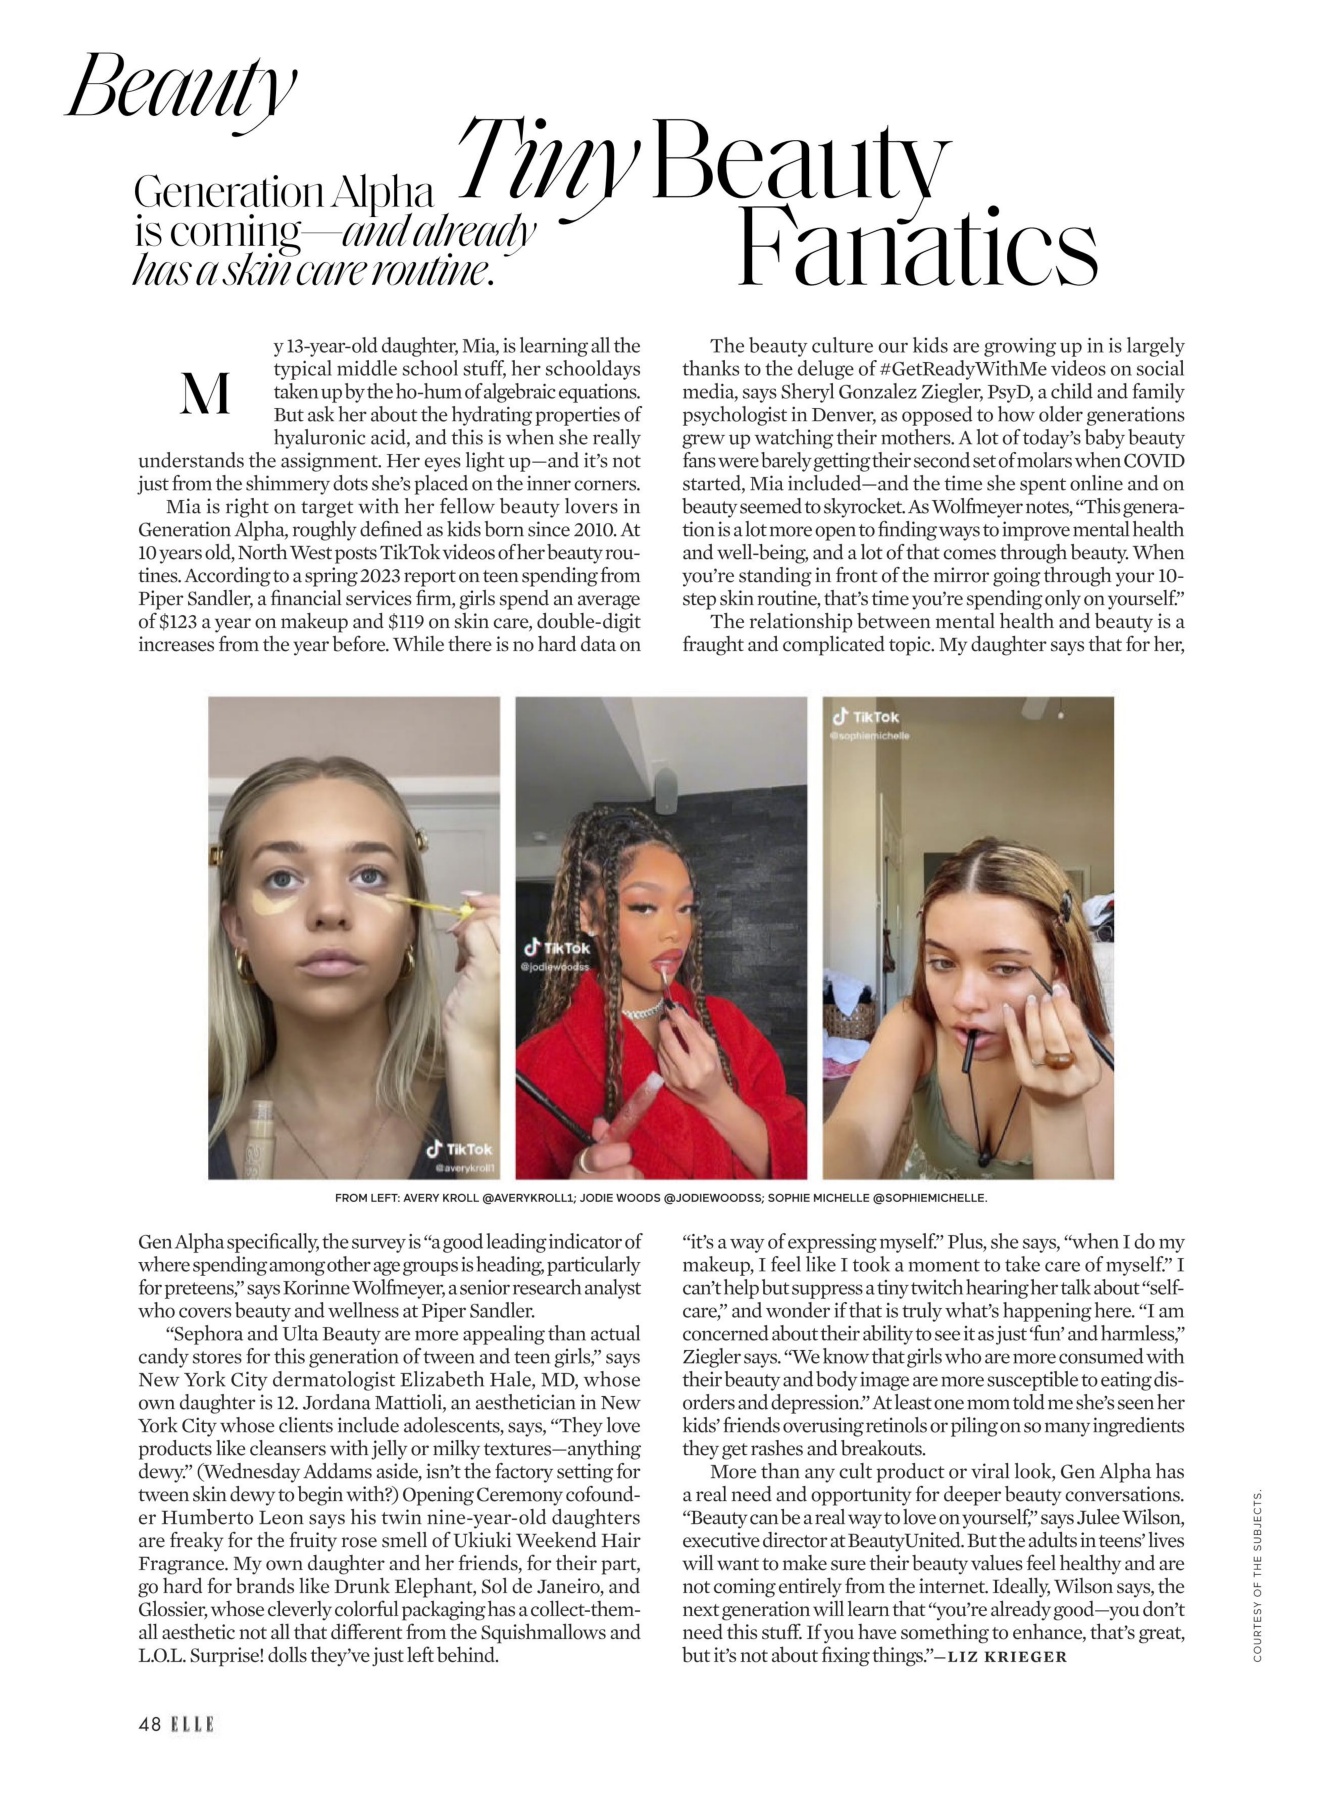 Beauty
Tiny Beauty
Fanatics
Generation Alpha
is coming—and already
has a skin care routine.
My 13-year-old daughter, Mia, is learning all the
typical middle school stuff, her schooldays
taken up by the ho-hum of algebraic equations.
But ask her about the hydrating properties of
hyaluronic acid, and this is when she really
understands the assignment. Her eyes light up—and it's not
just from the shimmery dots she's placed on the inner corners.
Mia is right on target with her fellow beauty lovers in
Generation Alpha, roughly defined as kids born since 2010. At
10 years old, North West posts TikTok videos of her beauty rou-
tines. According to a spring 2023 report on teen spending from
Piper Sandler, a financial services firm, girls spend an average
of $123 a year on makeup and $119 on skin care, double-digit
increases from the year before. While there is no hard data on
The beauty culture our kids are growing up in is largely
thanks to the deluge of #GetReadyWithMe videos on social
media, says Sheryl Gonzalez Ziegler, PsyD, a child and family
psychologist in Denver, as opposed to how older generations
grew up watching their mothers. A lot of today's baby beauty
fans were barely getting their second set of molars when COVID
started, Mia included—and the time she spent online and on
beauty seemed to skyrocket. As Wolfmeyer notes, “This genera-
tion is a lot more open to finding ways to improve mental health
and well-being, and a lot of that comes through beauty. When
you're standing in front of the mirror going through your 10-
step skin routine, that's time you're spending only on yourself.”
The relationship between mental health and beauty is a
fraught and complicated topic. My daughter says that for her,
TikTok
@averykroll1
TikTok
@jodiewoodss
TikTok
@sophiemichelle
FROM LEFT: AVERY KROLL @AVERYKROLL1; JODIE WOODS @JODIEWOODSS; SOPHIE MICHELLE @SOPHIEMICHELLE.
Gen Alpha specifically, the survey is “a good leading indicator of
where spending among other age groups is heading, particularly
for preteens,” says Korinne Wolfmeyer, a senior research analyst
who covers beauty and wellness at Piper Sandler.
“Sephora and Ulta Beauty are more appealing than actual
candy stores for this generation of tween and teen girls,” says
New York City dermatologist Elizabeth Hale, MD, whose
own daughter is 12. Jordana Mattioli, an aesthetician in New
York City whose clients include adolescents, says, “They love
products like cleansers with jelly or milky textures—anything
dewy.” (Wednesday Addams aside, isn't the factory setting for
tween skin dewy to begin with?) Opening Ceremony cofound-
er Humberto Leon says his twin nine-year-old daughters
are freaky for the fruity rose smell of Ukiuki Weekend Hair
Fragrance. My own daughter and her friends, for their part,
go hard for brands like Drunk Elephant, Sol de Janeiro, and
Glossier, whose cleverly colorful packaging has a collect-them-
all aesthetic not all that different from the Squishmallows and
L.O.L. Surprise! dolls they've just left behind.
“it's a way of expressing myself.” Plus, she says, “when I do my
makeup, I feel like I took a moment to take care of myself.” I
can't help but suppress a tiny twitch hearing her talk about “self-
care,” and wonder if that is truly what's happening here. “I am
concerned about their ability to see it as just ‘fun’ and harmless,”
Ziegler says. “We know that girls who are more consumed with
their beauty and body image are more susceptible to eating dis-
orders and depression.” At least one mom told me she's seen her
kids' friends overusing retinols or piling on so many ingredients
they get rashes and breakouts.
More than any cult product or viral look, Gen Alpha has
a real need and opportunity for deeper beauty conversations.
“Beauty can be a real way to love on yourself,” says Julee Wilson,
executive director at BeautyUnited. But the adults in teens' lives
will want to make sure their beauty values feel healthy and are
not coming entirely from the internet. Ideally, Wilson says, the
next generation will learn that “you're already good—you don't
need this stuff. If you have something to enhance, that's great,
but it's not about fixing things.”—LIZ KRIEGER
COURTESY OF THE SUBJECTS.
48 ELLE